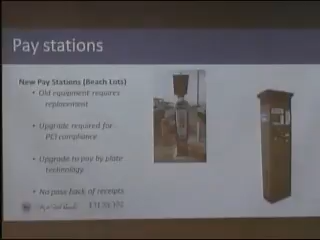 Pay stations
New Pay Stations (Beach Lots)
• Old equipment requires
replacement
• Upgrade required for
PCI compliance
• Upgrade to pay by plate
technology
• No pass back of receipts